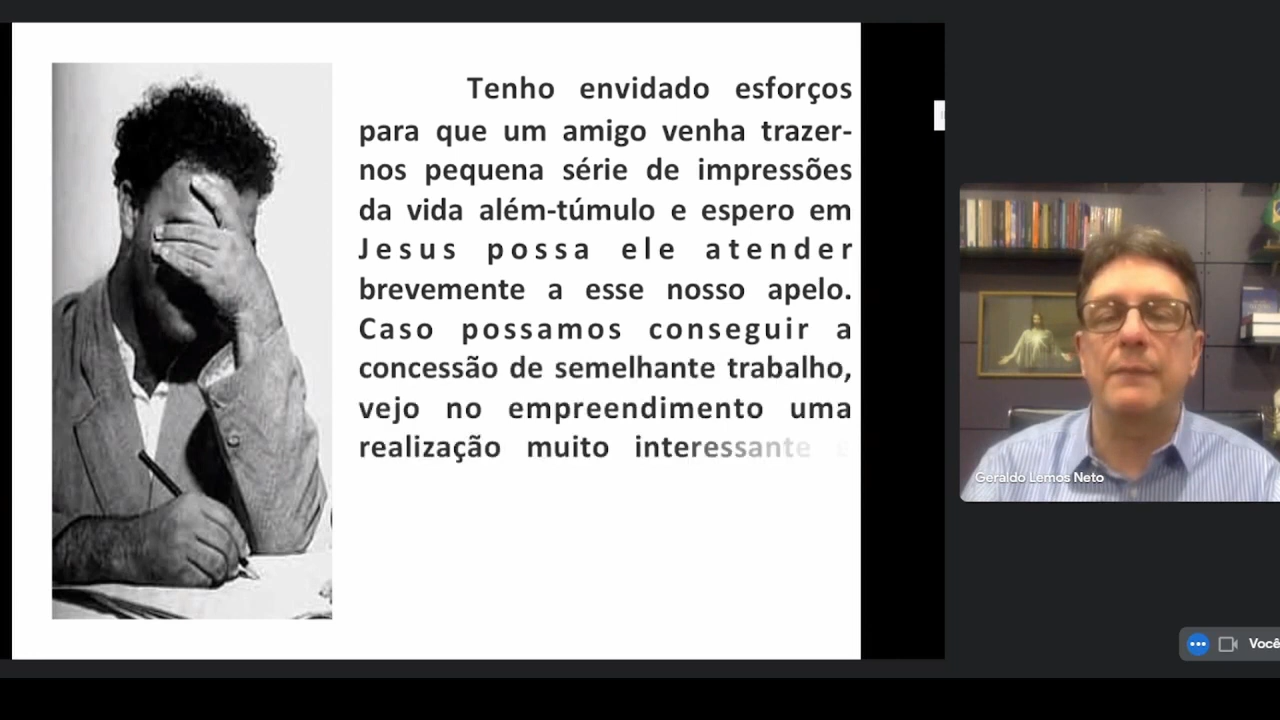 Tenho envidado esforços
para que um amigo venha trazer-
nos pequena série de impressões
da vida além-túmulo e espero em
Jesus possa ele atender
brevemente a esse nosso apelo.
Caso possamos conseguir a
concessão de semelhante trabalho,
vejo no empreendimento uma
realização muito interessante e
Geraldo Lemos Neto
Você